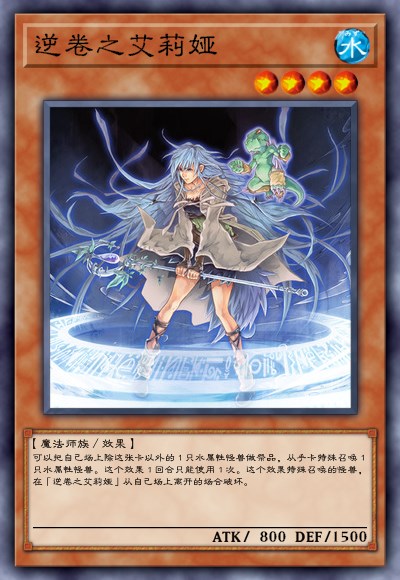 逆卷之艾莉娅
水
【魔法师族／效果】
可以把自己场上除这张卡以外的1只水属性怪兽做祭品，从手卡特殊召唤1
只水属性怪兽。这个效果1回合只能使用1次。这个效果特殊召唤的怪兽，
在「逆卷之艾莉娅」从自己场上离开的场合破坏。
ATK/ 800 DEF/1500